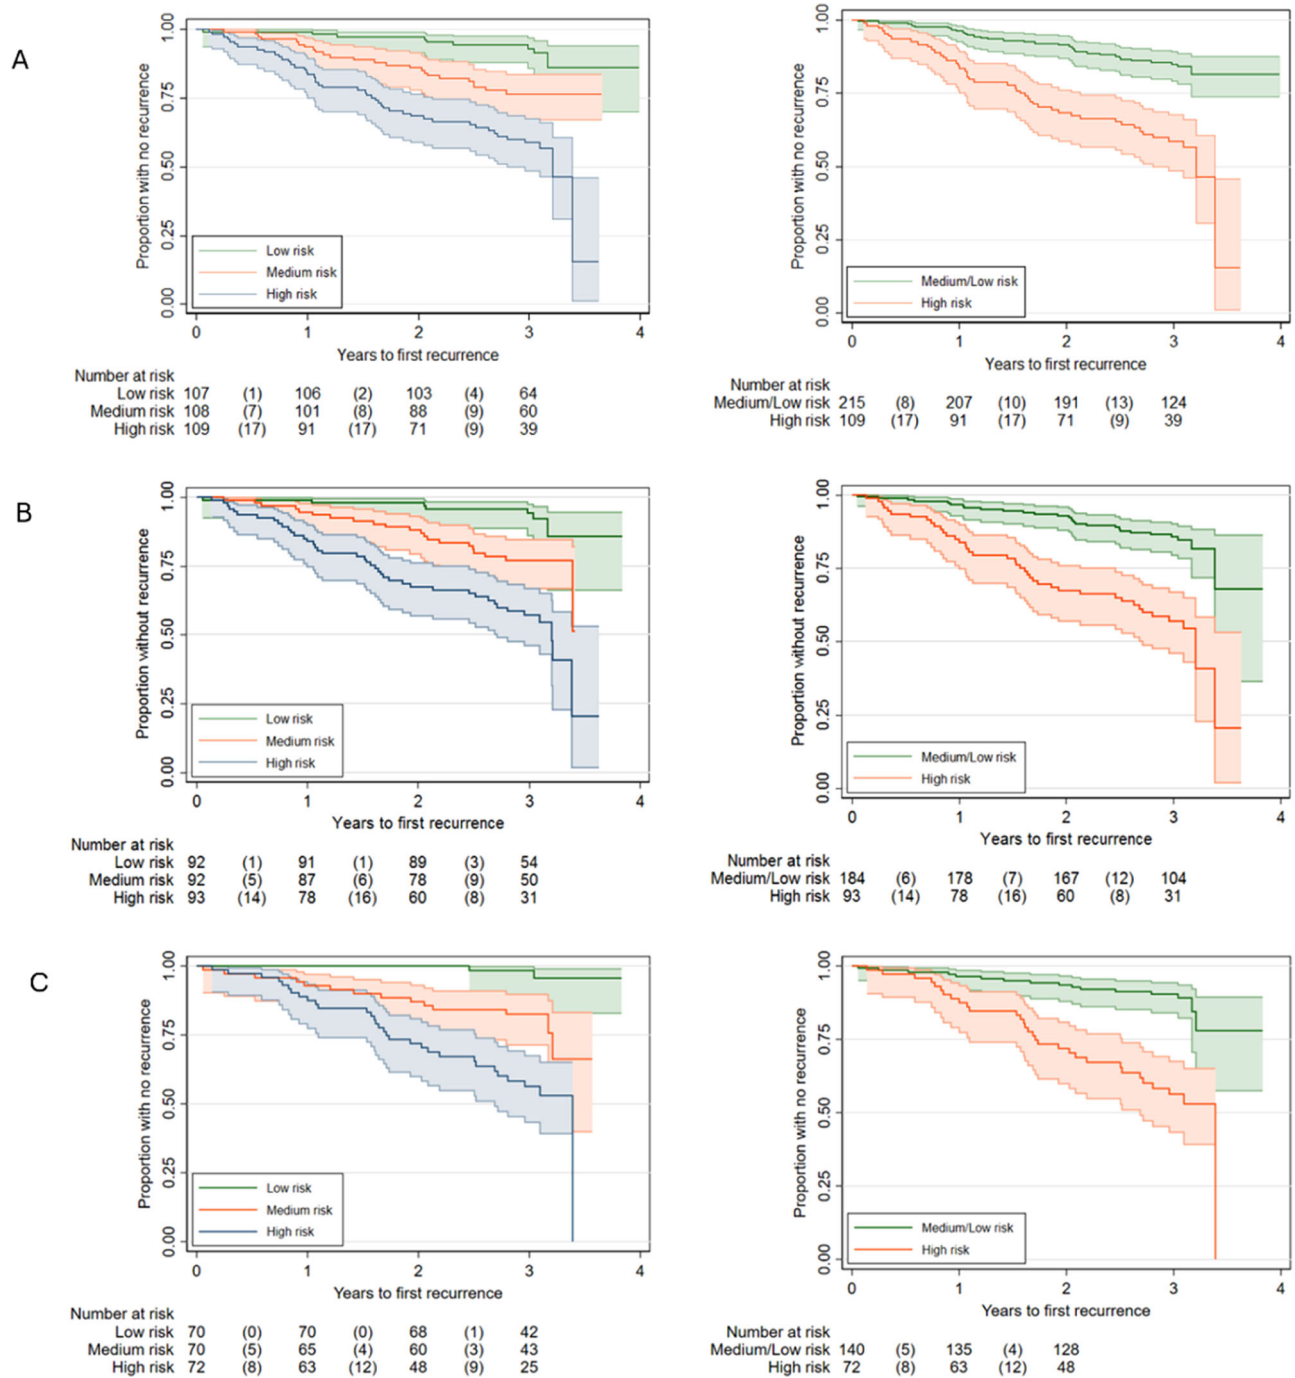 A
Proportion with no recurrence
1.00
0.75
0.50
0.25
0.00
Low risk
Medium risk
High risk
0 1 2 3 4
Years to first recurrence
Number at risk
Low risk 107 (1) 106 (2) 103 (4) 64
Medium risk 108 (7) 101 (8) 88 (9) 60
High risk 109 (17) 91 (17) 71 (9) 39
Proportion with no recurrence
1.00
0.75
0.50
0.25
0.00
Medium/Low risk
High risk
0 1 2 3 4
Years to first recurrence
Number at risk
Medium/Low risk 215 (8) 207 (10) 191 (13) 124
High risk 109 (17) 91 (17) 71 (9) 39
B
Proportion without recurrence
1.00
0.75
0.50
0.25
0.00
Low risk
Medium risk
High risk
0 1 2 3 4
Years to first recurrence
Number at risk
Low risk 92 (1) 91 (1) 89 (3) 54
Medium risk 92 (5) 87 (6) 78 (9) 50
High risk 93 (14) 78 (16) 60 (8) 31
Proportion without recurrence
1.00
0.75
0.50
0.25
0.00
Medium/Low risk
High risk
0 1 2 3 4
Years to first recurrence
Number at risk
Medium/Low risk 184 (6) 178 (7) 167 (12) 104
High risk 93 (14) 78 (16) 60 (8) 31
C
Proportion with no recurrence
1.00
0.75
0.50
0.25
0.00
Low risk
Medium risk
High risk
0 1 2 3 4
Years to first recurrence
Number at risk
Low risk 70 (0) 70 (0) 68 (1) 42
Medium risk 70 (5) 65 (4) 60 (3) 43
High risk 72 (8) 63 (12) 48 (9) 25
Proportion with no recurrence
1.00
0.75
0.50
0.25
0.00
Medium/Low risk
High risk
0 1 2 3 4
Years to first recurrence
Number at risk
Medium/Low risk 140 (5) 135 (4) 128
High risk 72 (8) 63 (12) 48